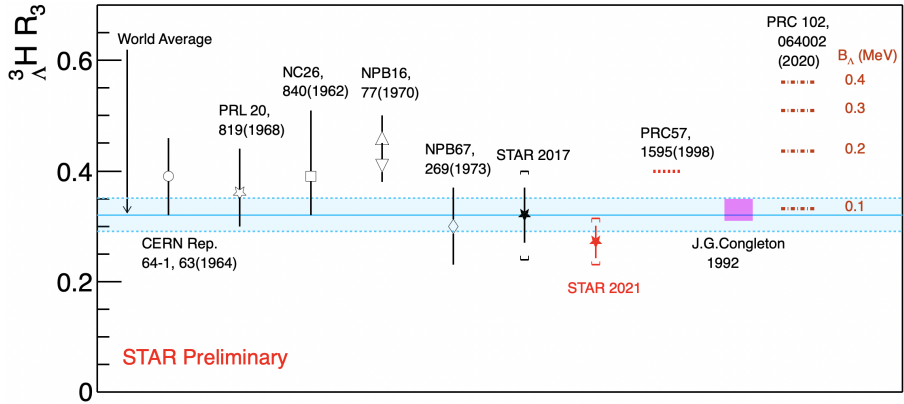 ³ΛH R₃
0.6
0.4
0.2
0
World Average
CERN Rep.
64-1, 63(1964)
PRL 20,
819(1968)
NC26,
840(1962)
NPB16,
77(1970)
NPB67,
269(1973)
STAR 2017
STAR 2021
PRC57,
1595(1998)
J.G.Congleton
1992
PRC 102,
064002
(2020)
BΛ (MeV)
0.4
0.3
0.2
0.1
STAR Preliminary